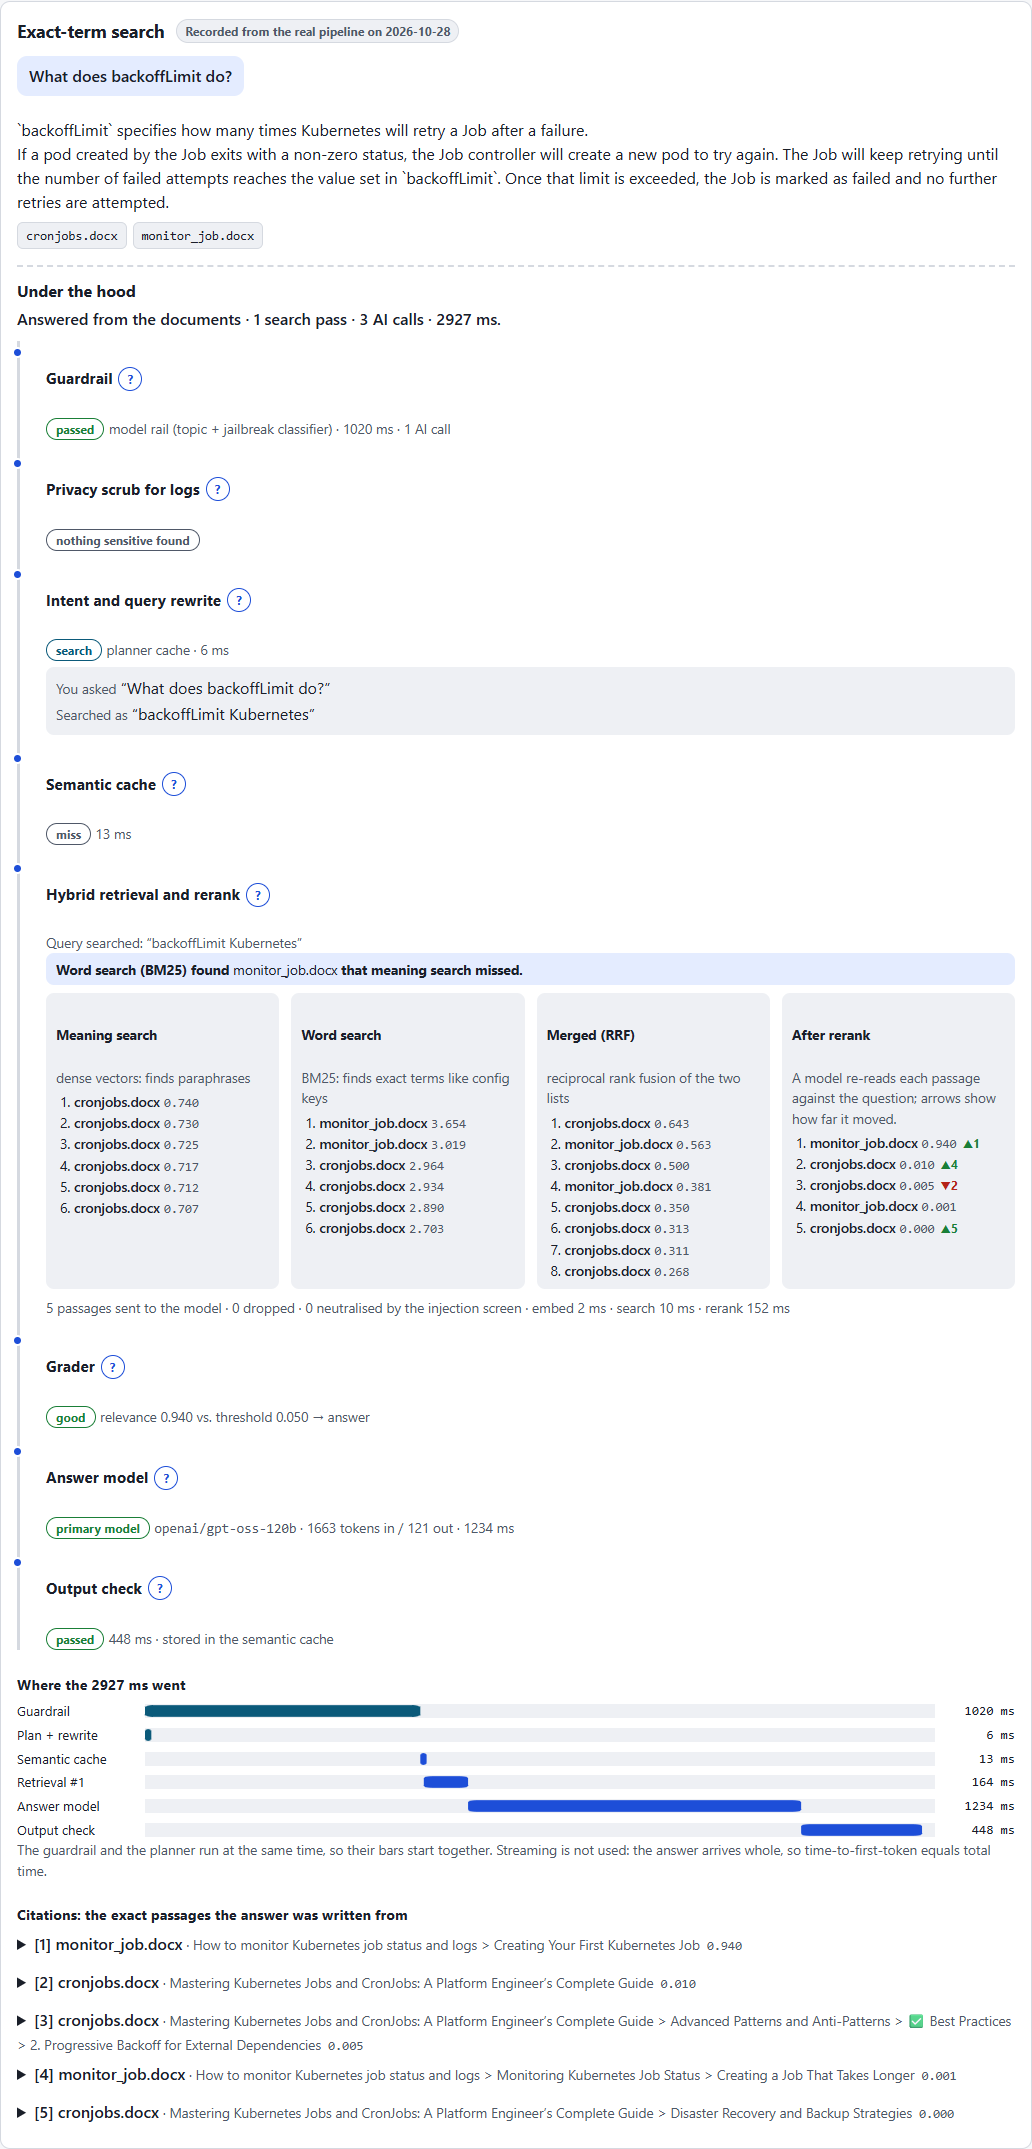 Exact-term search Recorded from the real pipeline on 2026-10-28
What does backoffLimit do?
`backoffLimit` specifies how many times Kubernetes will retry a Job after a failure.
If a pod created by the Job exits with a non-zero status, the Job controller will create a new pod to try again. The Job will keep retrying until
the number of failed attempts reaches the value set in `backoffLimit`. Once that limit is exceeded, the Job is marked as failed and no further
retries are attempted.
cronjobs.docx monitor_job.docx
Under the hood
Answered from the documents · 1 search pass · 3 AI calls · 2927 ms.
Guardrail ?
passed model rail (topic + jailbreak classifier) · 1020 ms · 1 AI call
Privacy scrub for logs ?
nothing sensitive found
Intent and query rewrite ?
search planner cache · 6 ms
You asked “What does backoffLimit do?”
Searched as “backoffLimit Kubernetes”
Semantic cache ?
miss 13 ms
Hybrid retrieval and rerank ?
Query searched: “backoffLimit Kubernetes”
Word search (BM25) found monitor_job.docx that meaning search missed.
Meaning search
dense vectors: finds paraphrases
1. cronjobs.docx 0.740
2. cronjobs.docx 0.730
3. cronjobs.docx 0.725
4. cronjobs.docx 0.717
5. cronjobs.docx 0.712
6. cronjobs.docx 0.707
Word search
BM25: finds exact terms like config
keys
1. monitor_job.docx 3.654
2. monitor_job.docx 3.019
3. cronjobs.docx 2.964
4. cronjobs.docx 2.934
5. cronjobs.docx 2.890
6. cronjobs.docx 2.703
Merged (RRF)
reciprocal rank fusion of the two
lists
1. cronjobs.docx 0.643
2. monitor_job.docx 0.563
3. cronjobs.docx 0.500
4. monitor_job.docx 0.381
5. cronjobs.docx 0.350
6. cronjobs.docx 0.313
7. cronjobs.docx 0.311
8. cronjobs.docx 0.268
After rerank
A model re-reads each passage
against the question; arrows show
how far it moved.
1. monitor_job.docx 0.940 ▲1
2. cronjobs.docx 0.010 ▲4
3. cronjobs.docx 0.005 ▼2
4. monitor_job.docx 0.001
5. cronjobs.docx 0.000 ▲5
5 passages sent to the model · 0 dropped · 0 neutralised by the injection screen · embed 2 ms · search 10 ms · rerank 152 ms
Grader ?
good relevance 0.940 vs. threshold 0.050 → answer
Answer model ?
primary model openai/gpt-oss-120b · 1663 tokens in / 121 out · 1234 ms
Output check ?
passed 448 ms · stored in the semantic cache
Where the 2927 ms went
Guardrail 1020 ms
Plan + rewrite 6 ms
Semantic cache 13 ms
Retrieval #1 164 ms
Answer model 1234 ms
Output check 448 ms
The guardrail and the planner run at the same time, so their bars start together. Streaming is not used: the answer arrives whole, so time-to-first-token equals total
time.
Citations: the exact passages the answer was written from
▶ [1] monitor_job.docx · How to monitor Kubernetes job status and logs > Creating Your First Kubernetes Job 0.940
▶ [2] cronjobs.docx · Mastering Kubernetes Jobs and CronJobs: A Platform Engineer’s Complete Guide 0.010
▶ [3] cronjobs.docx · Mastering Kubernetes Jobs and CronJobs: A Platform Engineer’s Complete Guide > Advanced Patterns and Anti-Patterns > ✅ Best Practices
> 2. Progressive Backoff for External Dependencies 0.005
▶ [4] monitor_job.docx · How to monitor Kubernetes job status and logs > Monitoring Kubernetes Job Status > Creating a Job That Takes Longer 0.001
▶ [5] cronjobs.docx · Mastering Kubernetes Jobs and CronJobs: A Platform Engineer’s Complete Guide > Disaster Recovery and Backup Strategies 0.000